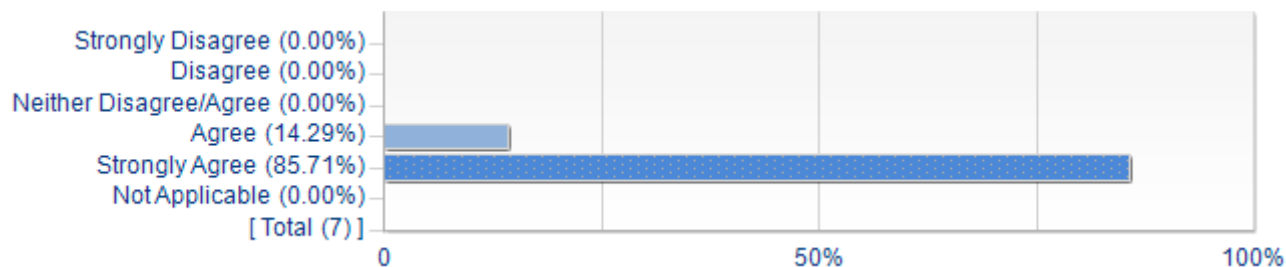 Strongly Disagree (0.00%)
Disagree (0.00%)
Neither Disagree/Agree (0.00%)
Agree (14.29%)
Strongly Agree (85.71%)
Not Applicable (0.00%)
[ Total (7) ]
0 50% 100%